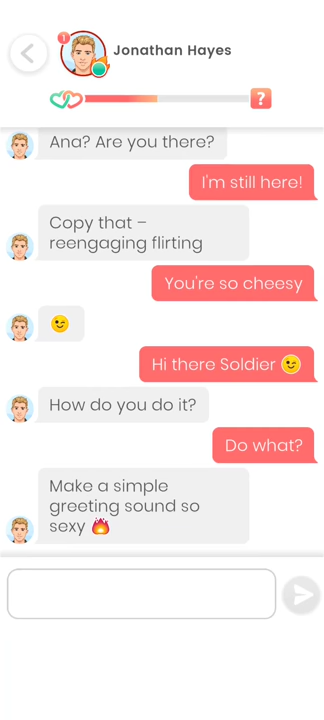 1
Jonathan Hayes
?
Ana? Are you there?
I'm still here!
Copy that –
reengaging flirting
You're so cheesy
😉
Hi there Soldier 😉
How do you do it?
Do what?
Make a simple
greeting sound so
sexy 🔥